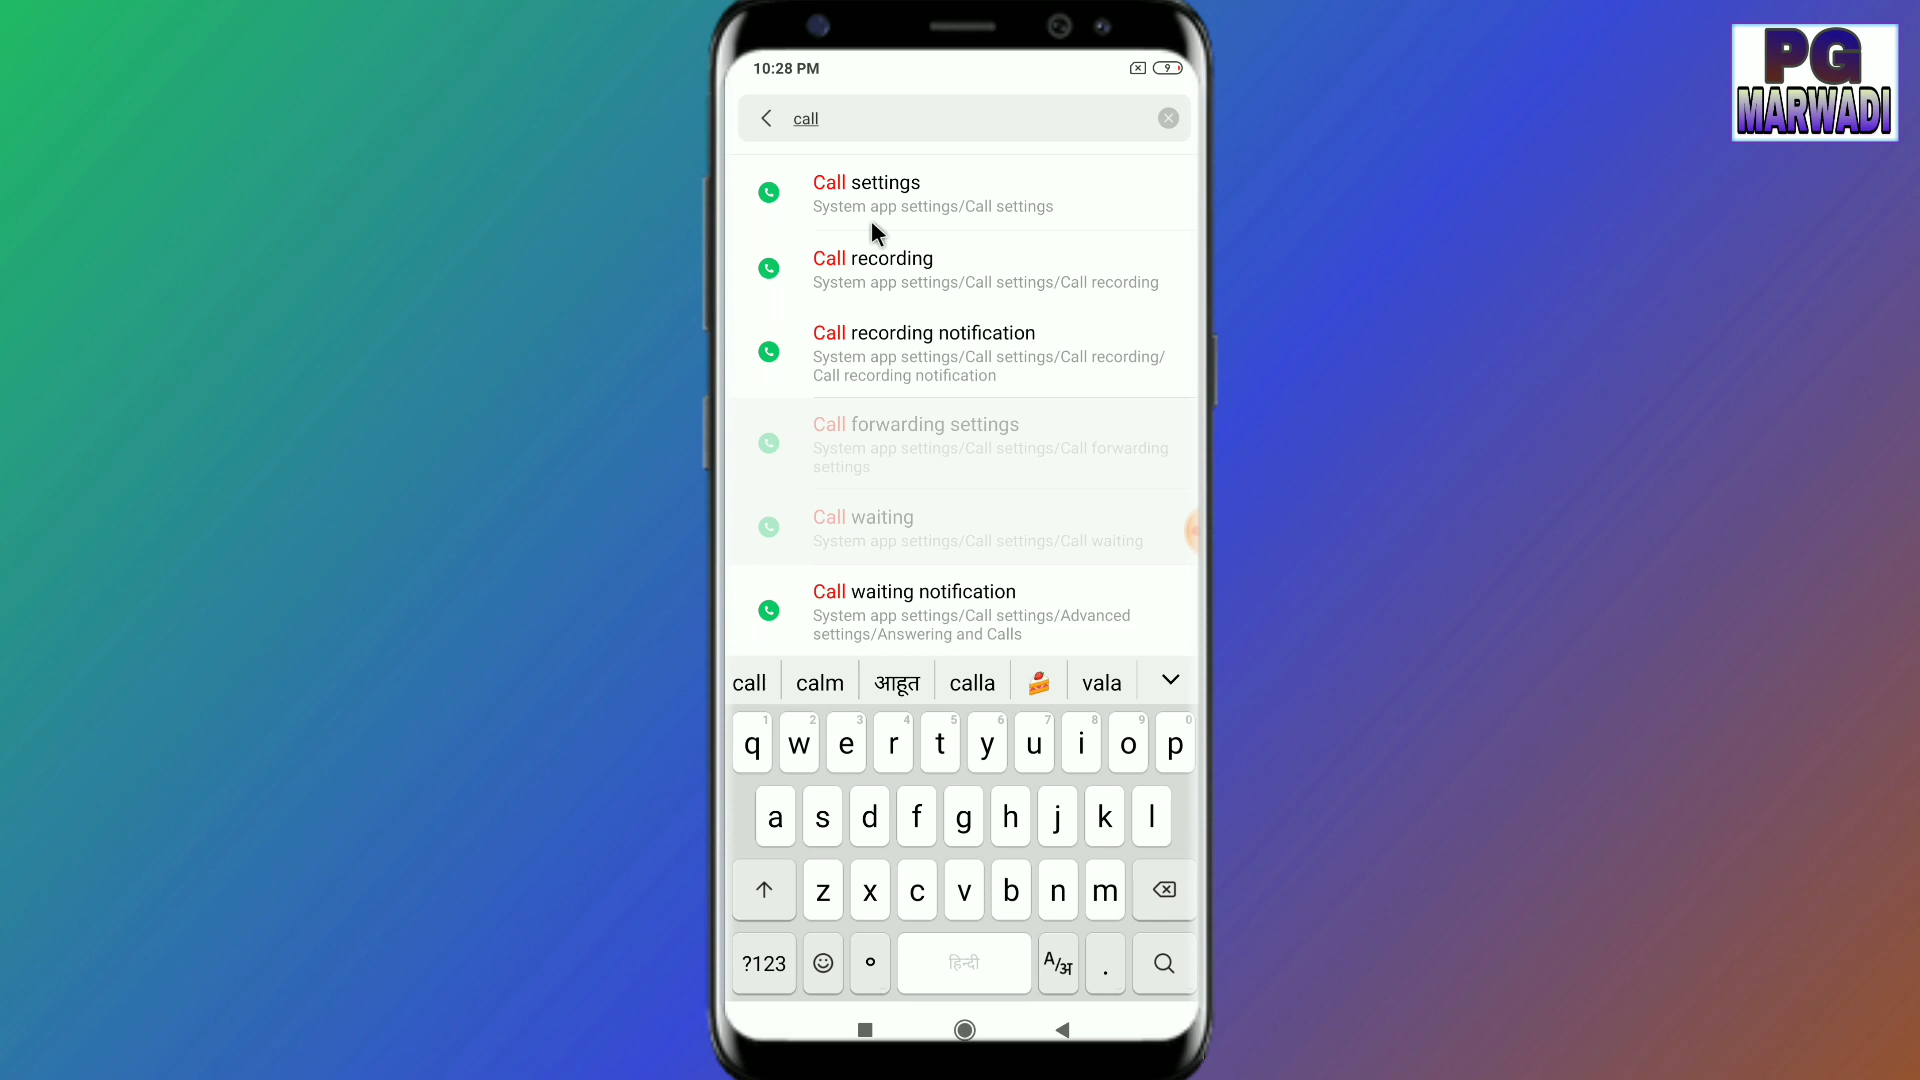 PG
MARWADI
10:28 PM
9
call
Call settings
System app settings/Call settings
Call recording
System app settings/Call settings/Call recording
Call recording notification
System app settings/Call settings/Call recording/
Call recording notification
Call forwarding settings
System app settings/Call settings/Call forwarding
settings
Call waiting
System app settings/Call settings/Call waiting
Call waiting notification
System app settings/Call settings/Advanced
settings/Answering and Calls
call calm आहूत calla 🍰 vala
1 2 3 4 5 6 7 8 9 0
q w e r t y u i o p
a s d f g h j k l
z x c v b n m
?123 हिन्दी A/अ .